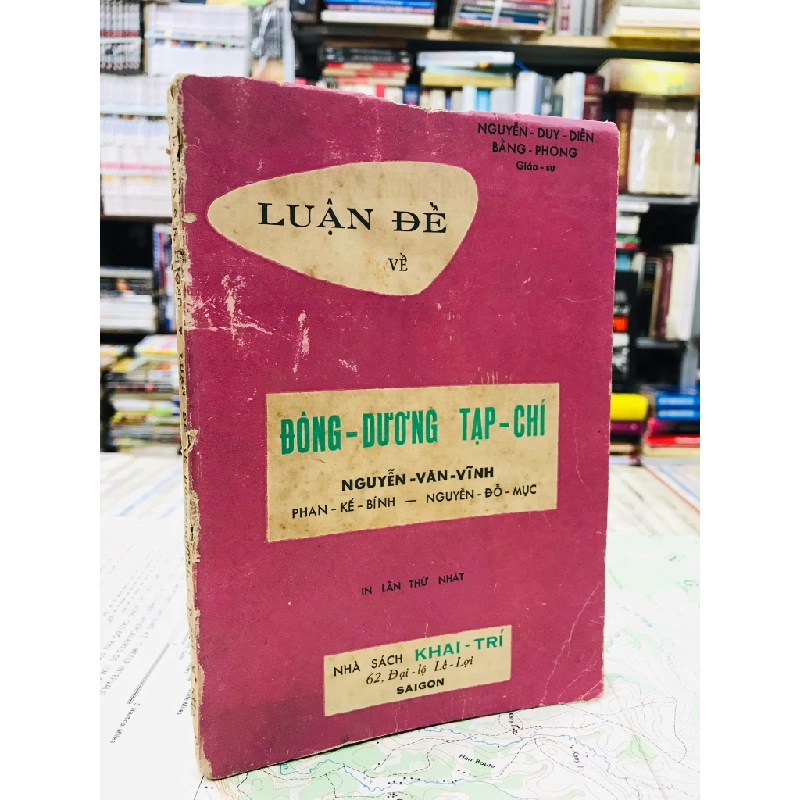 NGUYỄN - DUY - DIỄN
BẰNG - PHONG
Giáo - sư
LUẬN ĐỀ
VỀ
ĐÔNG - DƯƠNG TẠP - CHÍ
NGUYỄN - VĂN - VĨNH
PHAN - KẾ - BÍNH — NGUYỄN - ĐỖ - MỤC
IN LẦN THỨ NHẤT
NHÀ SÁCH KHAI - TRÍ
62, Đại - lộ Lê - Lợi
SAIGON